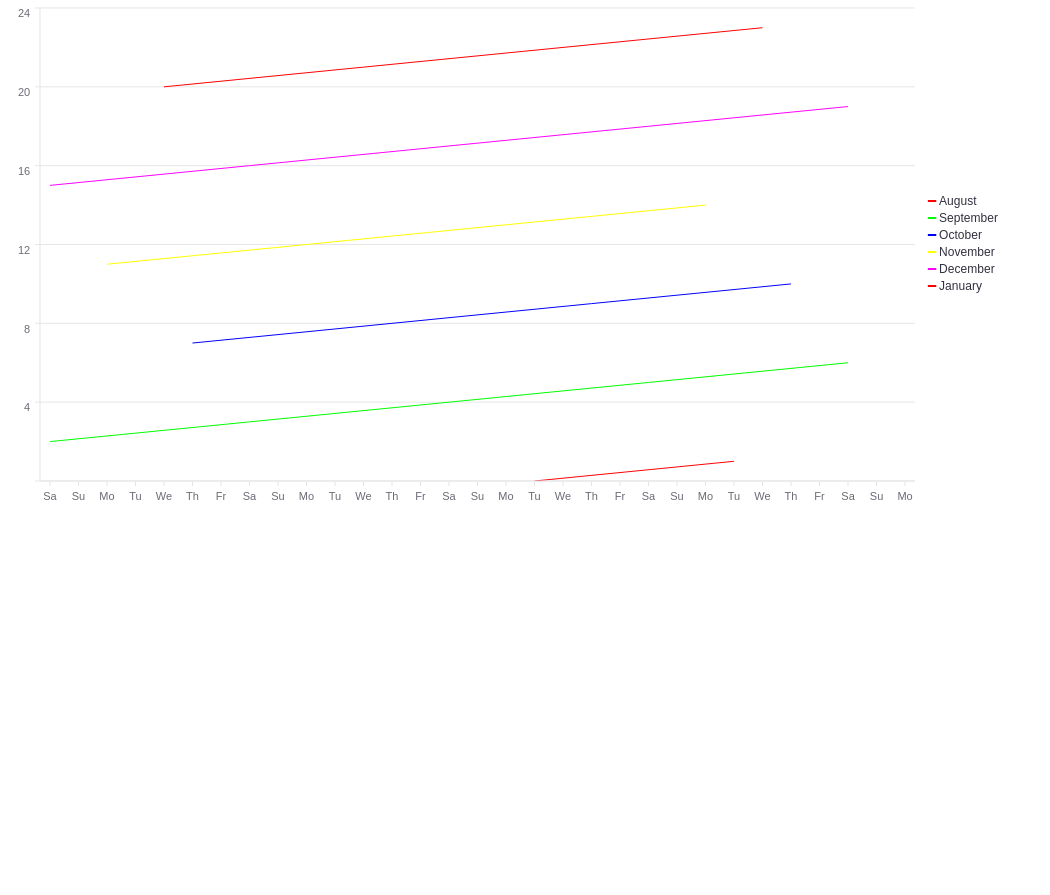 24
20
16
12
8
4
Sa Su Mo Tu We Th Fr Sa Su Mo Tu We Th Fr Sa Su Mo Tu We Th Fr Sa Su Mo Tu We Th Fr Sa Su Mo
August
September
October
November
December
January